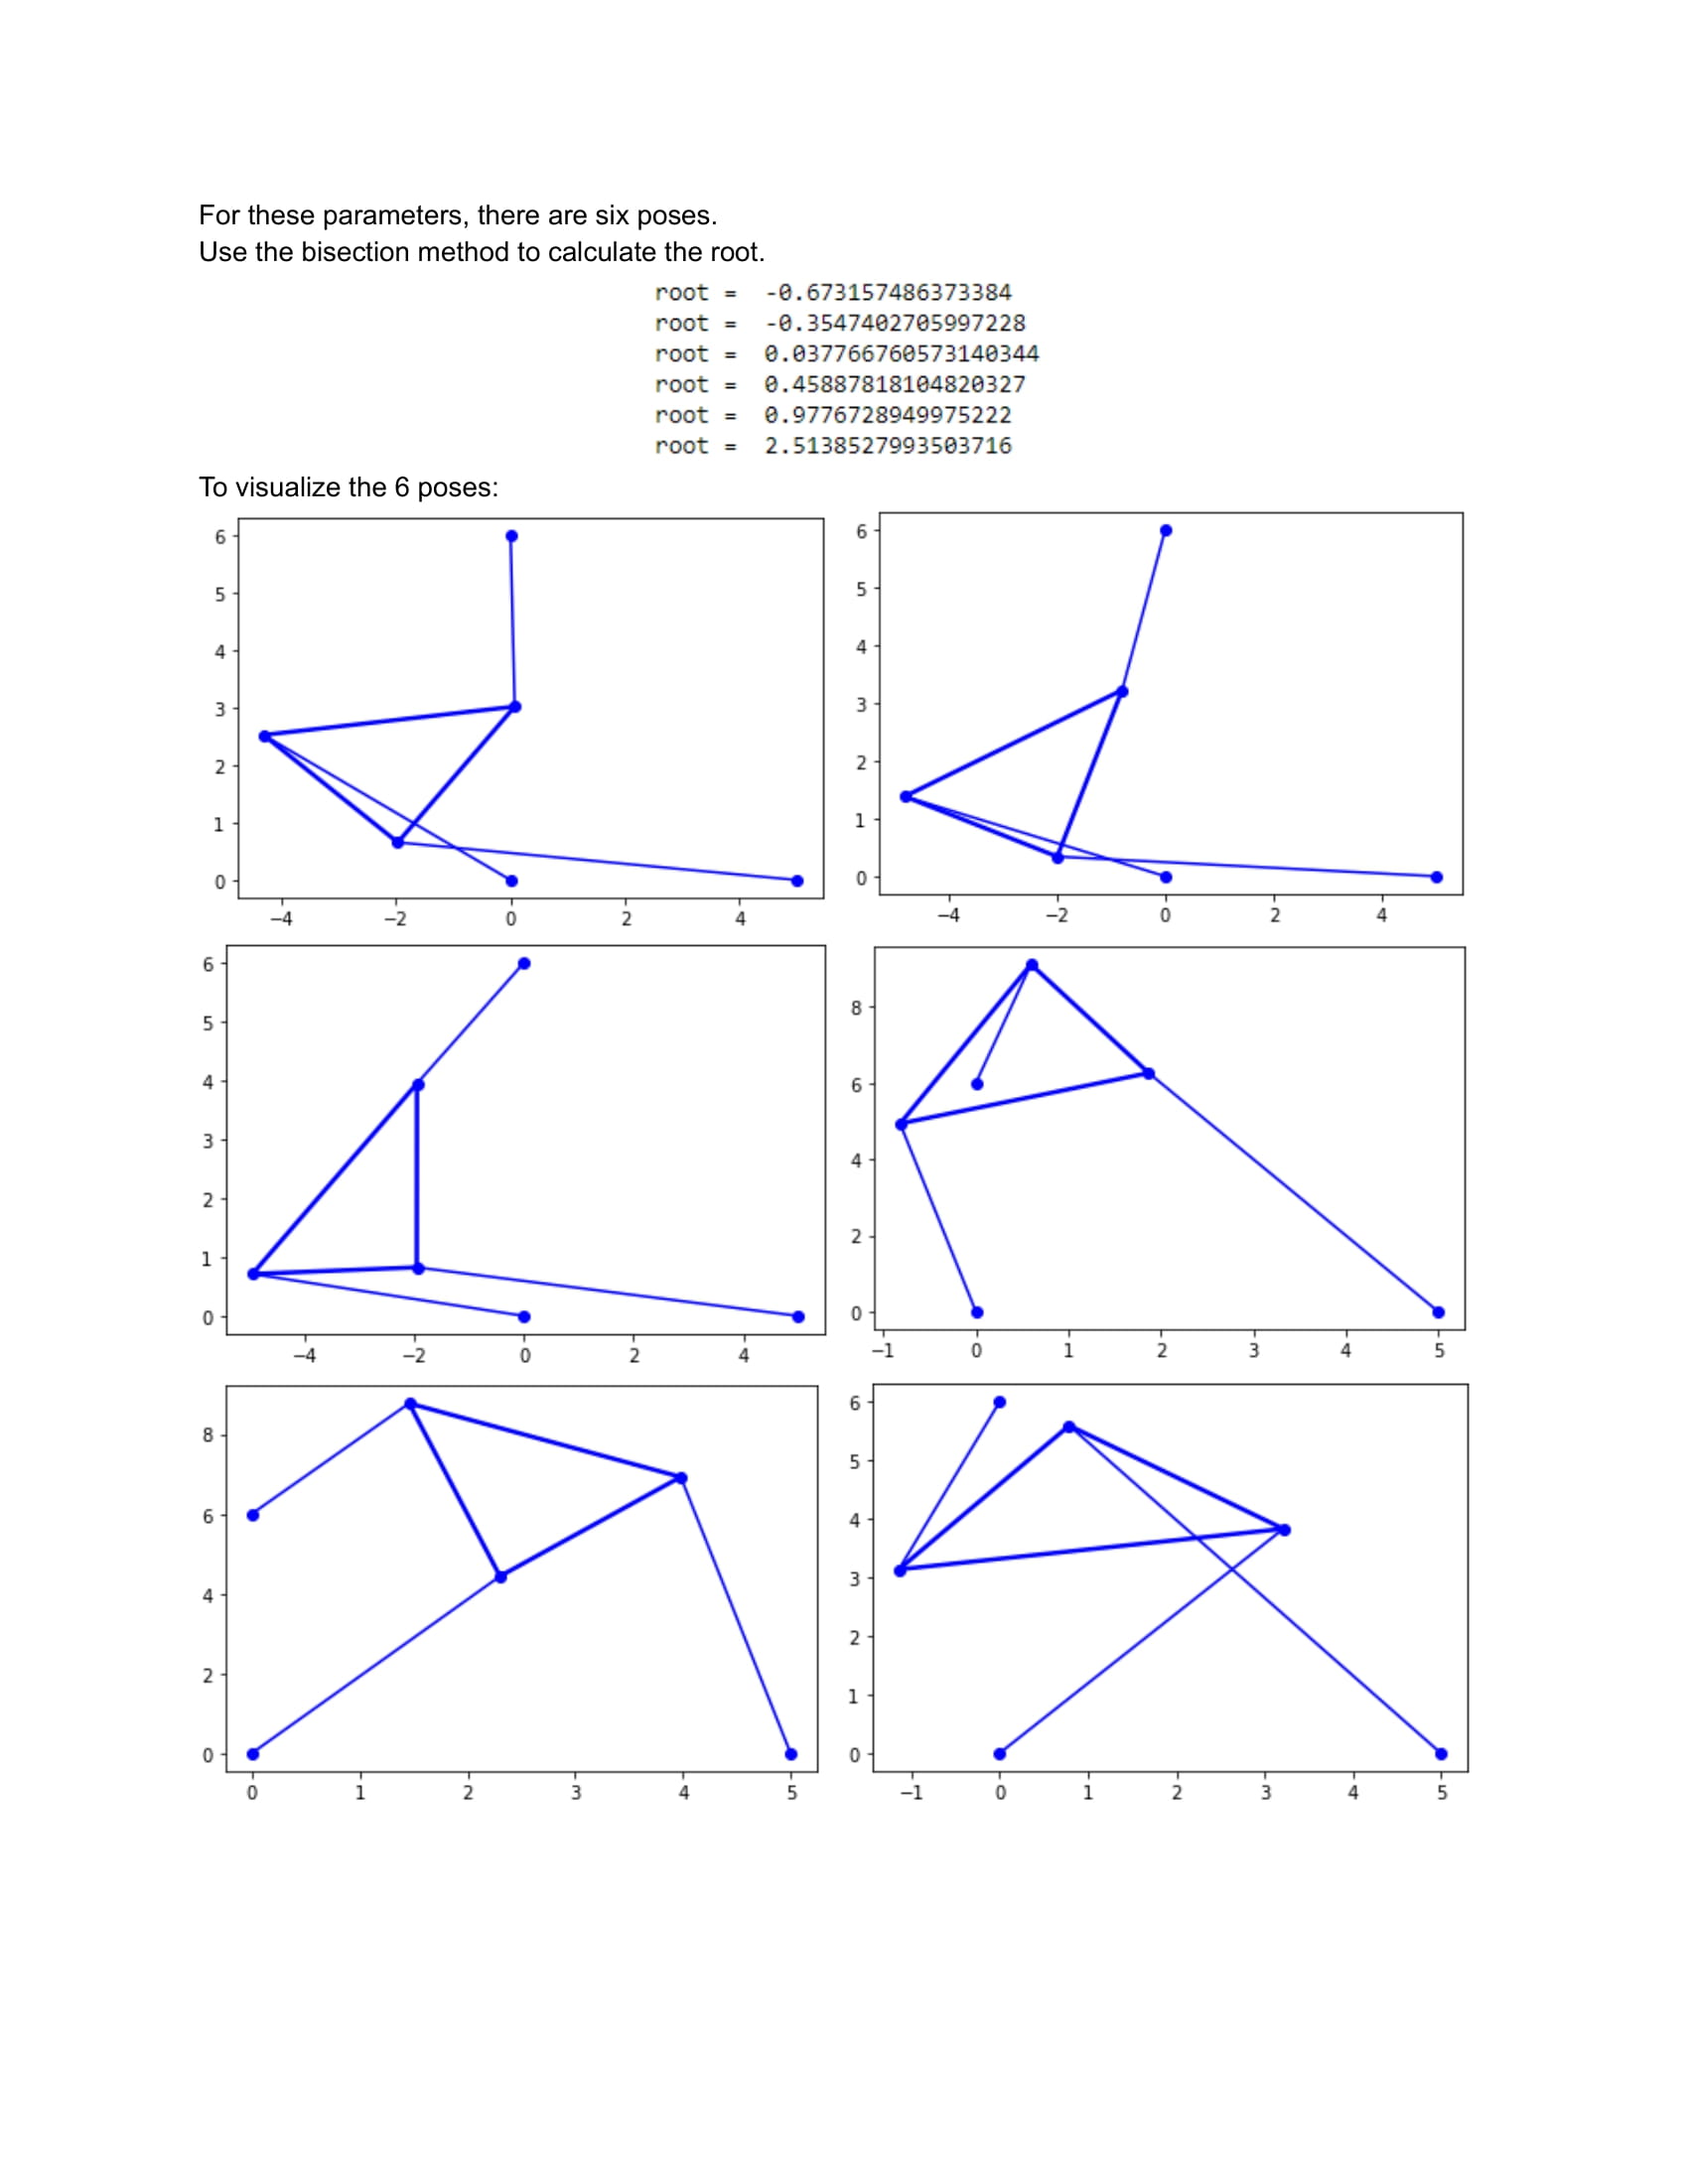 For these parameters, there are six poses.
Use the bisection method to calculate the root.
root = -0.673157486373384
root = -0.3547402705997228
root = 0.037766760573140344
root = 0.45887818104820327
root = 0.9776728949975222
root = 2.5138527993503716
To visualize the 6 poses:
6
5
4
3
2
1
0
−4 −2 0 2 4
6
5
4
3
2
1
0
−4 −2 0 2 4
6
5
4
3
2
1
0
−4 −2 0 2 4
8
6
4
2
0
−1 0 1 2 3 4 5
8
6
4
2
0
0 1 2 3 4 5
6
5
4
3
2
1
0
−1 0 1 2 3 4 5